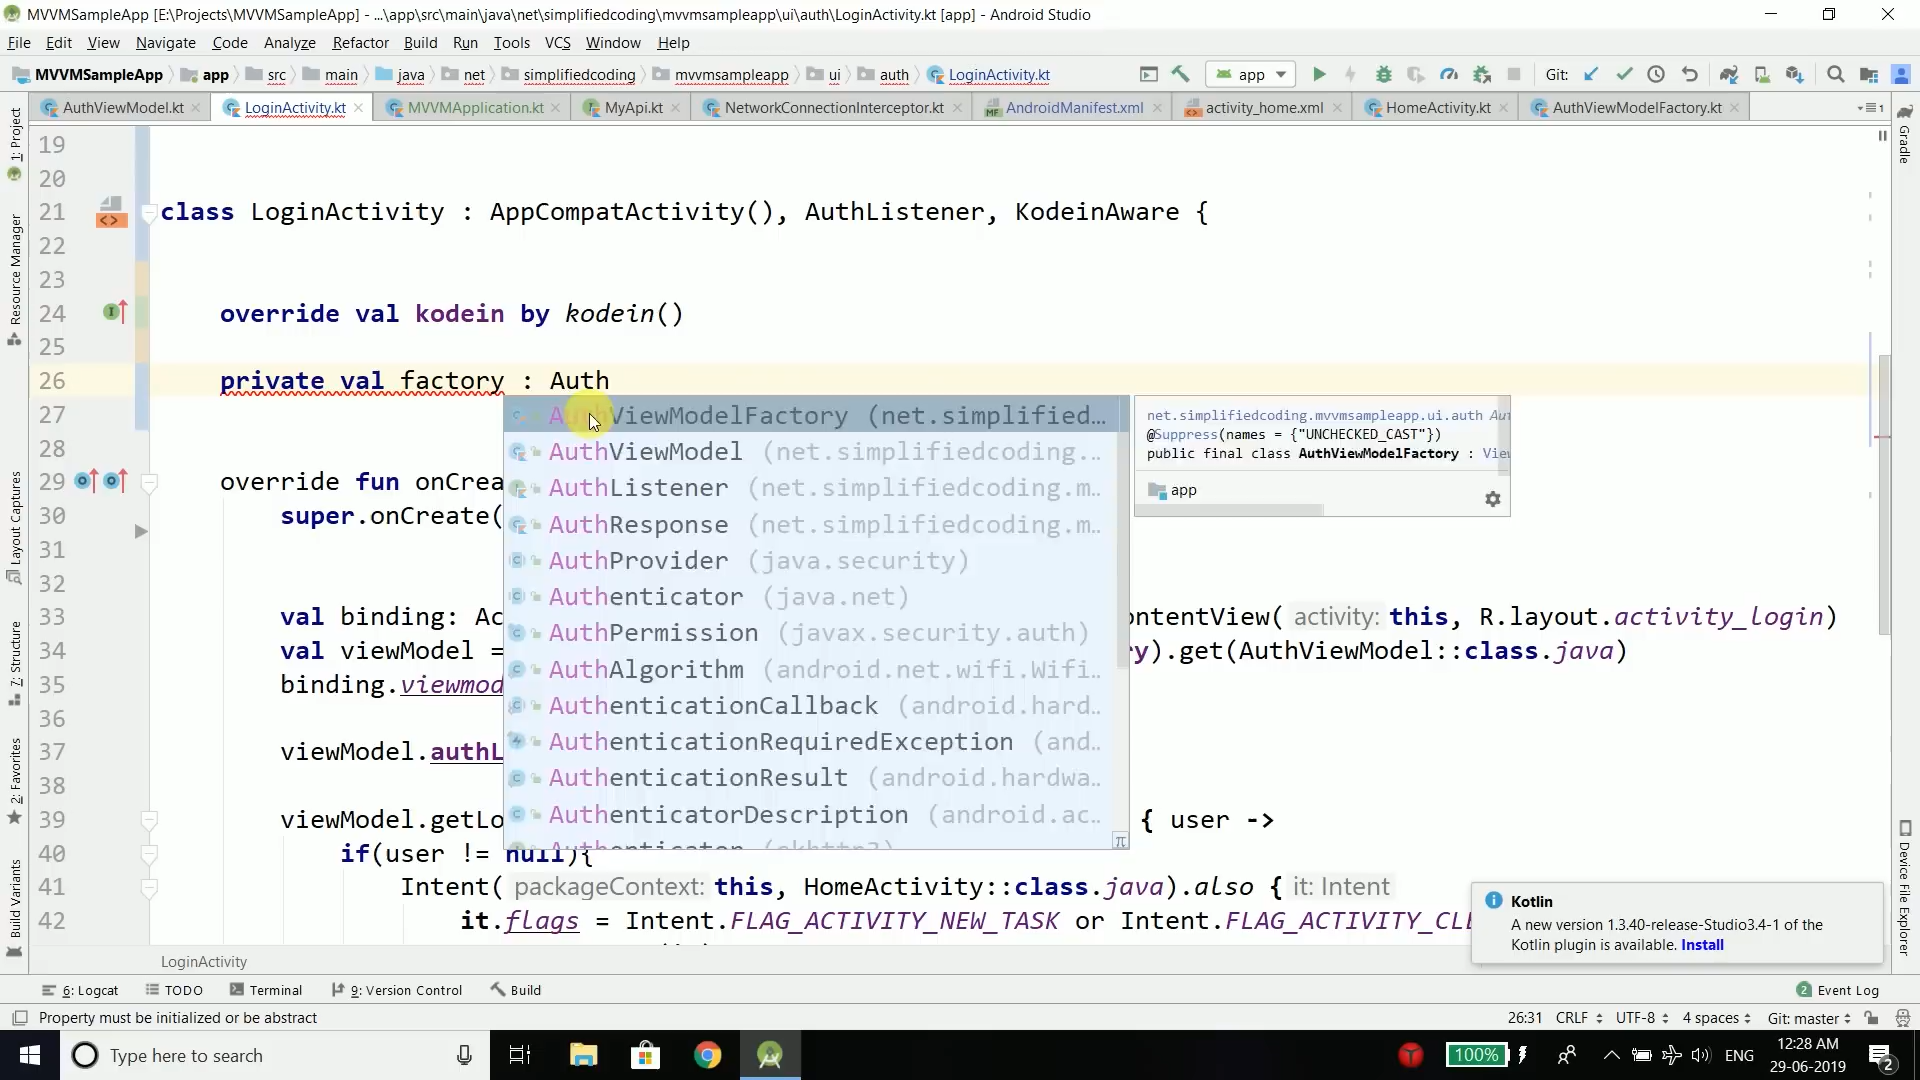 MVVMSampleApp [E:\Projects\MVVMSampleApp] - ...\app\src\main\java\net\simplifiedcoding\mvvmsampleapp\ui\auth\LoginActivity.kt [app] - Android Studio
File Edit View Navigate Code Analyze Refactor Build Run Tools VCS Window Help
MVVMSampleApp app src main java net simplifiedcoding mvvmsampleapp ui auth LoginActivity.kt app Git:
AuthViewModel.kt LoginActivity.kt MVVMApplication.kt MyApi.kt NetworkConnectionInterceptor.kt AndroidManifest.xml activity_home.xml HomeActivity.kt AuthViewModelFactory.kt
1: Project
Resource Manager
Layout Captures
7: Structure
2: Favorites
Build Variants
Gradle
Device File Explorer
19
20
21 class LoginActivity : AppCompatActivity(), AuthListener, KodeinAware {
22
23
24 override val kodein by kodein()
25
26 private val factory : Auth
27
28
29 override fun onCrea
30 super.onCreate(
31
32
33 val binding: Ac ontentView( activity: this, R.layout.activity_login)
34 val viewModel = ry).get(AuthViewModel::class.java)
35 binding.viewmod
36
37 viewModel.authL
38
39 viewModel.getLo { user ->
40 if(user != null){
41 Intent( packageContext: this, HomeActivity::class.java).also { it: Intent
42 it.flags = Intent.FLAG_ACTIVITY_NEW_TASK or Intent.FLAG_ACTIVITY_CLE
AuthViewModelFactory (net.simplified…
AuthViewModel (net.simplifiedcoding.…
AuthListener (net.simplifiedcoding.m…
AuthResponse (net.simplifiedcoding.m…
AuthProvider (java.security)
Authenticator (java.net)
AuthPermission (javax.security.auth)
AuthAlgorithm (android.net.wifi.Wifi…
AuthenticationCallback (android.hard…
AuthenticationRequiredException (and…
AuthenticationResult (android.hardwa…
AuthenticatorDescription (android.ac…
Authenticator (okhttp3)
π
net.simplifiedcoding.mvvmsampleapp.ui.auth Aut
@Suppress(names = {"UNCHECKED_CAST"})
public final class AuthViewModelFactory : View
app
Kotlin
A new version 1.3.40-release-Studio3.4-1 of the
Kotlin plugin is available. Install
LoginActivity
6: Logcat TODO Terminal 9: Version Control Build 2 Event Log
Property must be initialized or be abstract 26:31 CRLF UTF-8 4 spaces Git: master
Type here to search 100% ENG 12:28 AM
29-06-2019 2